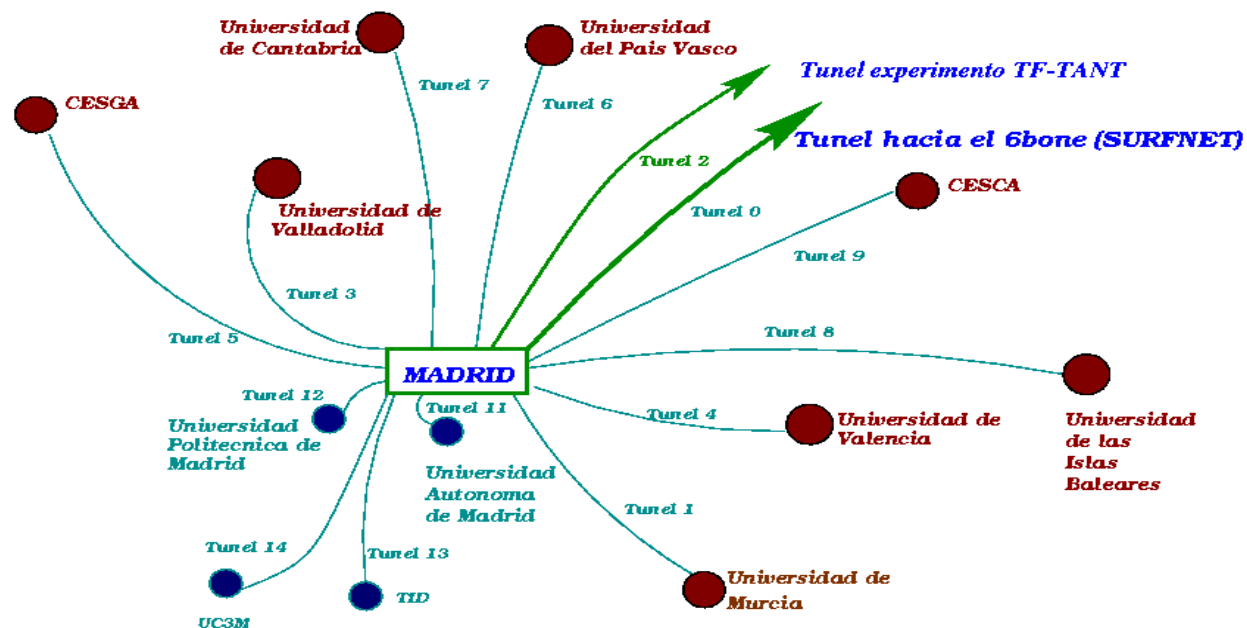 Universidad
de Cantabria
Universidad
del Pais Vasco
Tunel experimento TF-TANT
Tunel 7
Tunel 6
CESGA
Tunel hacia el 6bone (SURFNET)
Tunel 2
CESCA
Universidad de
Valladolid
Tunel 0
Tunel 9
Tunel 3
Tunel 5
Tunel 8
MADRID
Tunel 12
Tunel 11
Tunel 4
Universidad
Politecnica de
Madrid
Universidad de
Valencia
Universidad
de las
Islas
Baleares
Universidad
Autonoma
de Madrid
Tunel 1
Tunel 14
Tunel 13
Universidad de
Murcia
TID
UC3M